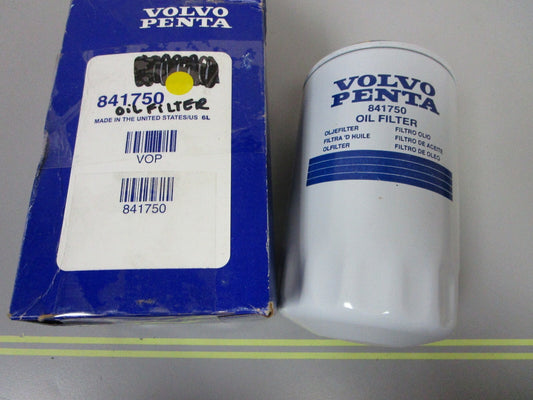 VOLVO
PENTA
841750
OIL FILTER
MADE IN THE UNITED STATES/US 6L
VOP
841750
VOLVO
PENTA
841750
OIL FILTER
OLJEFILTER FILTRO OLIO
FILTRA 'D HUILE FILTRO DE ACEITE
OLFILTER FILTRO DE OLEO